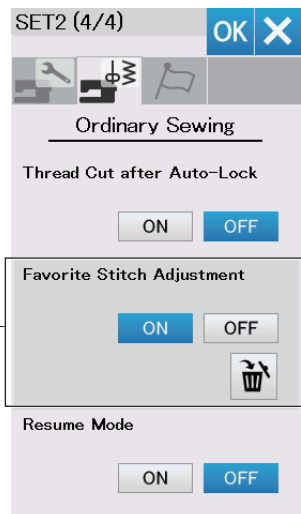 SET2 (4/4)
OK
Ordinary Sewing
Thread Cut after Auto-Lock
ON OFF
Favorite Stitch Adjustment
ON OFF
Resume Mode
ON OFF